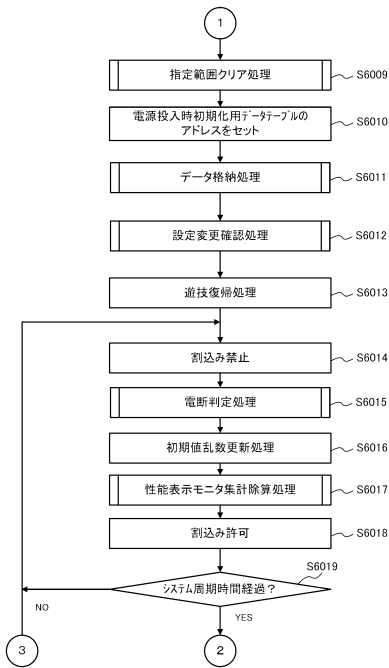 1
指定範囲クリア処理
S6009
電源投入時初期化用ﾃﾞｰﾀﾃｰﾌﾞﾙの
アドレスをセット
S6010
データ格納処理
S6011
設定変更確認処理
S6012
遊技復帰処理
S6013
割込み禁止
S6014
電断判定処理
S6015
初期値乱数更新処理
S6016
性能表示モニタ集計除算処理
S6017
割込み許可
S6018
S6019
ｼｽﾃﾑ周期時間経過？
NO
YES
3
2